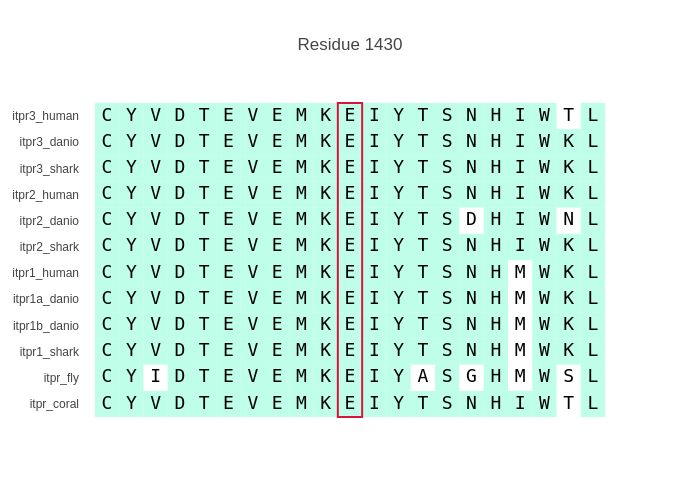 Residue 1430
itpr3_human C Y V D T E V E M K E I Y T S N H I W T L
itpr3_danio C Y V D T E V E M K E I Y T S N H I W K L
itpr3_shark C Y V D T E V E M K E I Y T S N H I W K L
itpr2_human C Y V D T E V E M K E I Y T S N H I W K L
itpr2_danio C Y V D T E V E M K E I Y T S D H I W N L
itpr2_shark C Y V D T E V E M K E I Y T S N H I W K L
itpr1_human C Y V D T E V E M K E I Y T S N H M W K L
itpr1a_danio C Y V D T E V E M K E I Y T S N H M W K L
itpr1b_danio C Y V D T E V E M K E I Y T S N H M W K L
itpr1_shark C Y V D T E V E M K E I Y T S N H M W K L
itpr_fly C Y I D T E V E M K E I Y A S G H M W S L
itpr_coral C Y V D T E V E M K E I Y T S N H I W T L